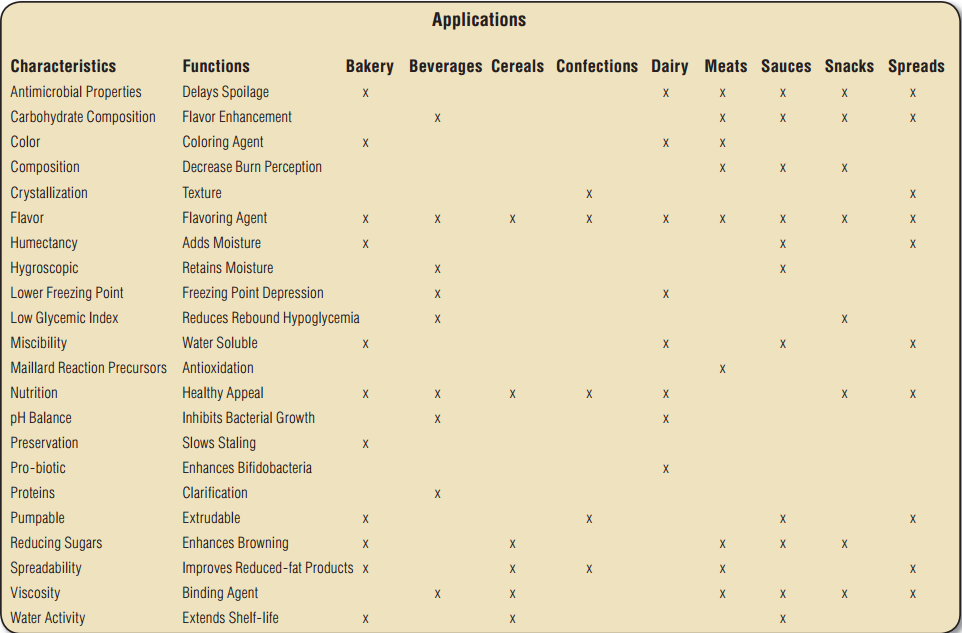 Applications
Characteristics Functions Bakery Beverages Cereals Confections Dairy Meats Sauces Snacks Spreads
Antimicrobial Properties Delays Spoilage x x x x x x
Carbohydrate Composition Flavor Enhancement x x x x x
Color Coloring Agent x x x
Composition Decrease Burn Perception x x x
Crystallization Texture x x
Flavor Flavoring Agent x x x x x x x x x
Humectancy Adds Moisture x x x
Hygroscopic Retains Moisture x x
Lower Freezing Point Freezing Point Depression x x
Low Glycemic Index Reduces Rebound Hypoglycemia x x
Miscibility Water Soluble x x x x
Maillard Reaction Precursors Antioxidation x
Nutrition Healthy Appeal x x x x x x x
pH Balance Inhibits Bacterial Growth x x
Preservation Slows Staling x
Pro-biotic Enhances Bifidobacteria x
Proteins Clarification x
Pumpable Extrudable x x x x
Reducing Sugars Enhances Browning x x x x x
Spreadability Improves Reduced-fat Products x x x x x
Viscosity Binding Agent x x x x x x
Water Activity Extends Shelf-life x x x